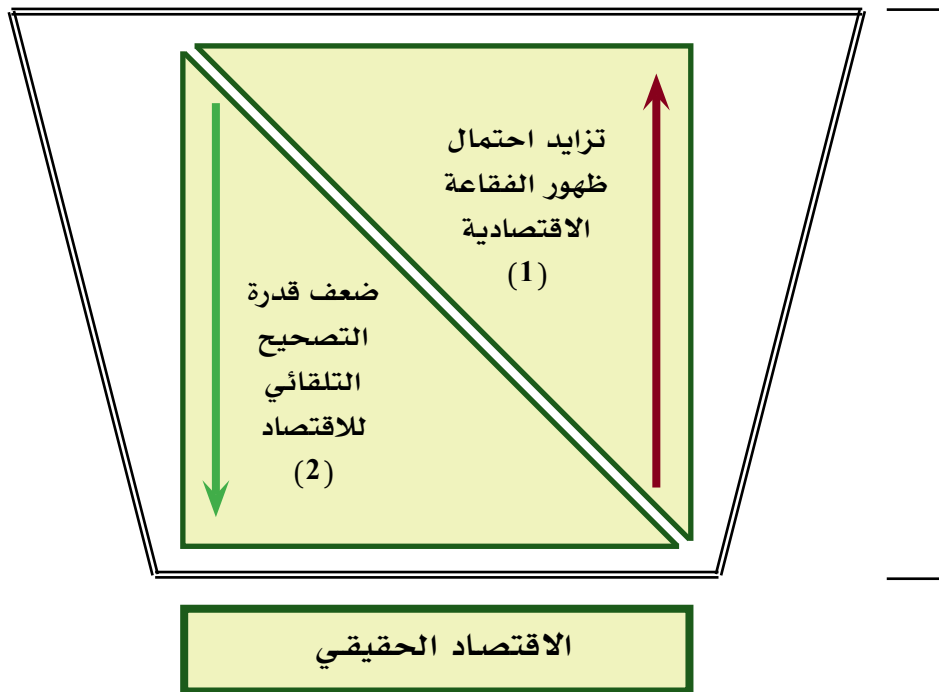 تزايد احتمال
ظهور الفقاعة
الاقتصادية
(1)
ضعف قدرة
التصحيح
التلقائي
للاقتصاد
(2)
الاقتصاد الحقيقي